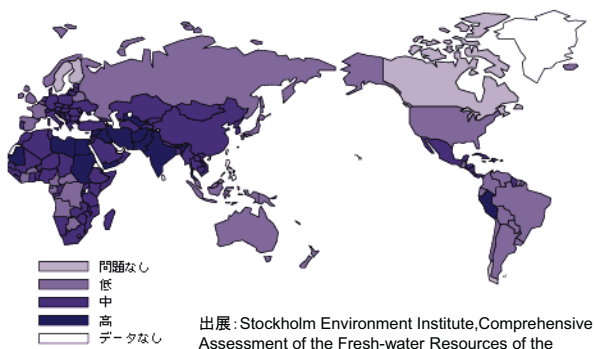 問題なし
低
中
高
データなし
出展:Stockholm Environment Institute,Comprehensive
Assessment of the Fresh-water Resources of the